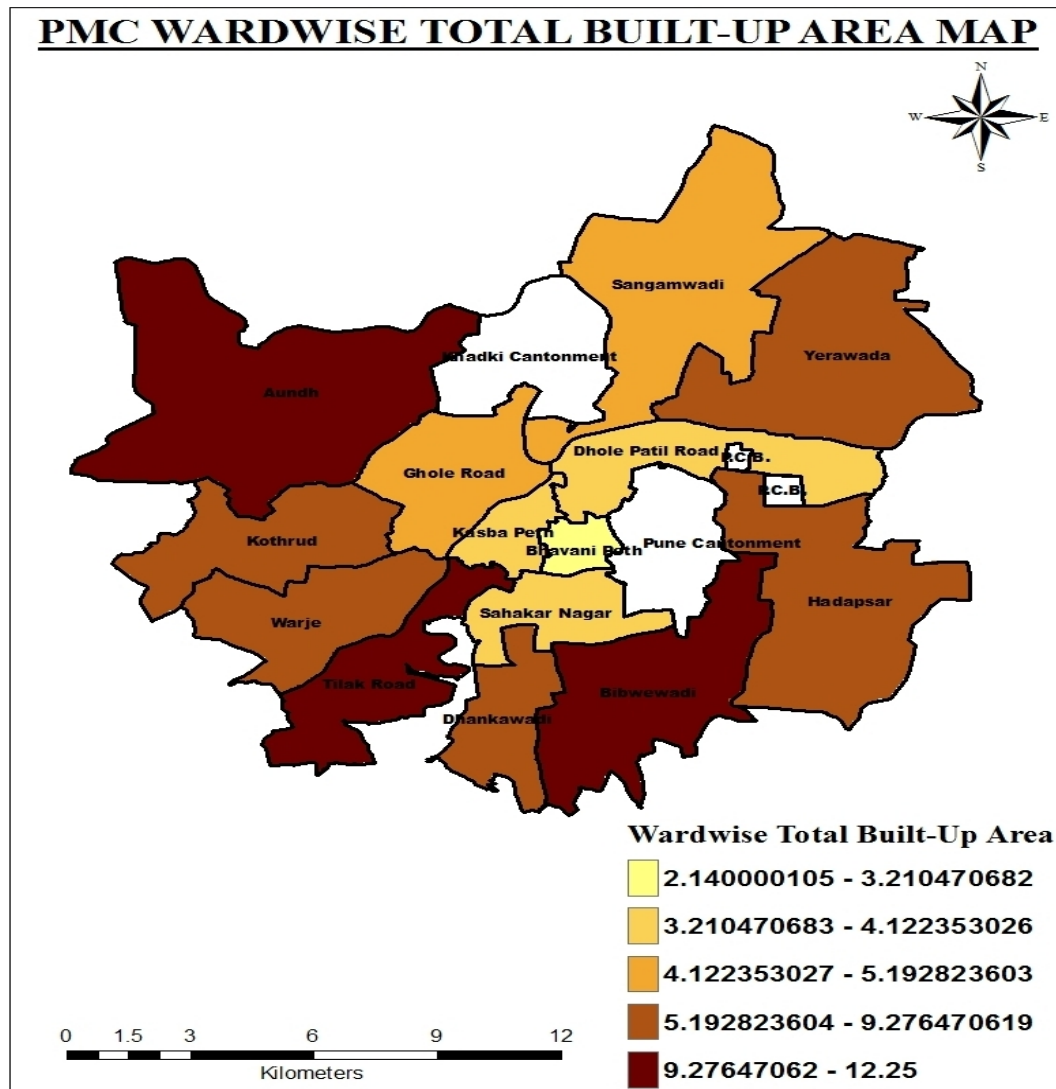 PMC WARDWISE TOTAL BUILT-UP AREA MAP
N
W E
S
Sangamwadi
Khadki Cantonment
Yerawada
Aundh
Dhole Patil Road
P.C.B.
Ghole Road
P.C.B.
Kasba Peth
Kothrud
Bhavani Peth
Pune Cantonment
Hadapsar
Sahakar Nagar
Warje
Tilak Road
Bibwewadi
Dhankawadi
Wardwise Total Built-Up Area
2.140000105 - 3.210470682
3.210470683 - 4.122353026
4.122353027 - 5.192823603
5.192823604 - 9.276470619
9.27647062 - 12.25
0 1.5 3 6 9 12
Kilometers